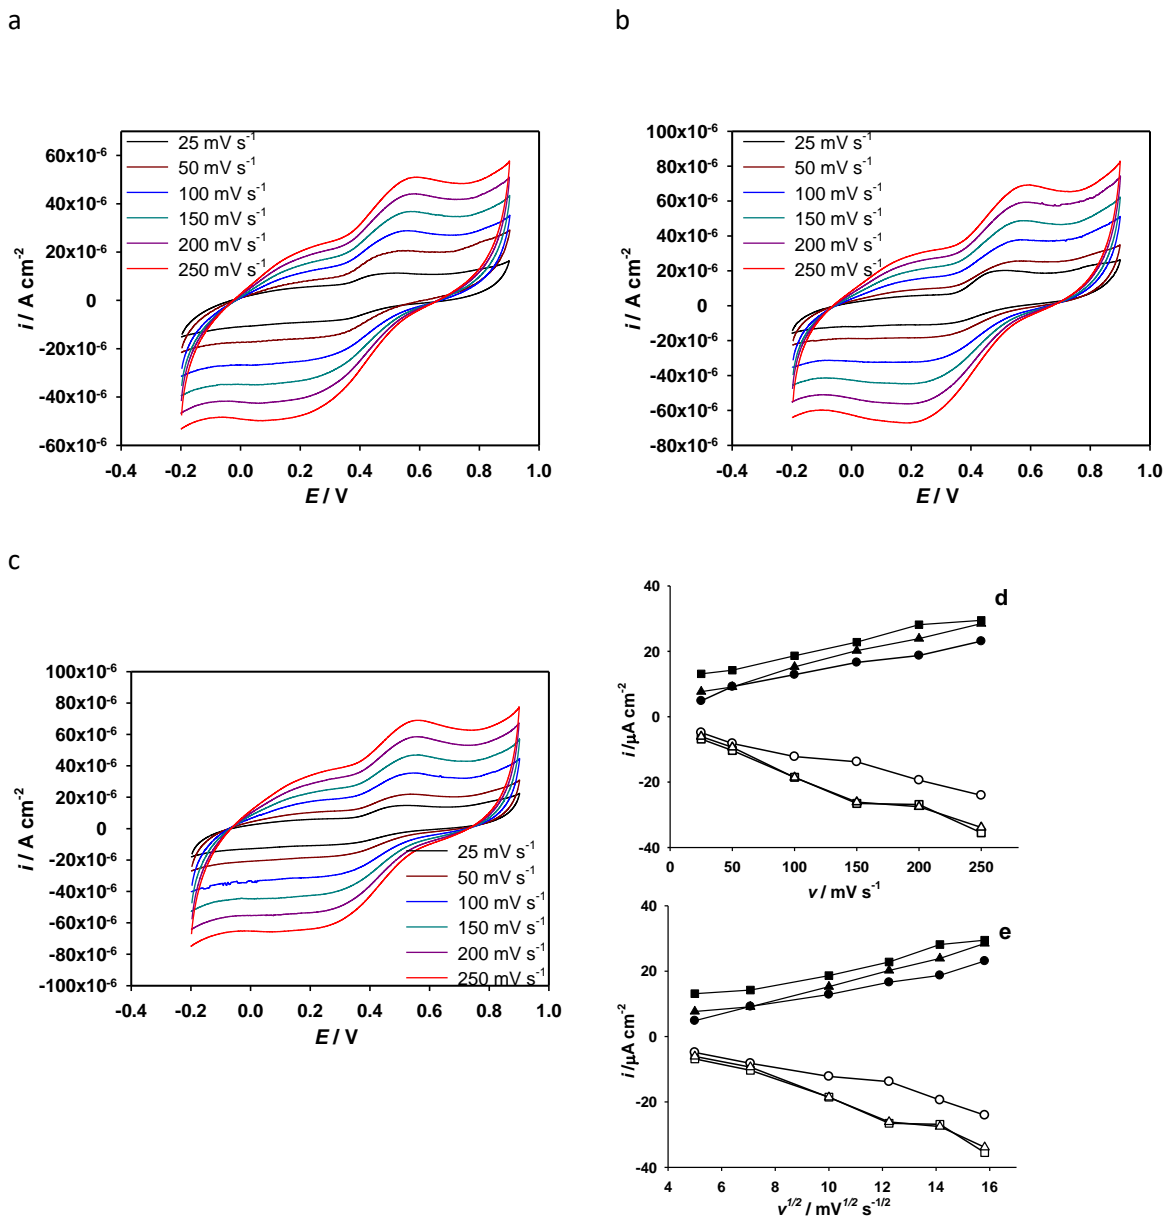 a
60x10⁻⁶
40x10⁻⁶
20x10⁻⁶
0
-20x10⁻⁶
-40x10⁻⁶
-60x10⁻⁶
i / A cm⁻²
25 mV s⁻¹
50 mV s⁻¹
100 mV s⁻¹
150 mV s⁻¹
200 mV s⁻¹
250 mV s⁻¹
-0.4 -0.2 0.0 0.2 0.4 0.6 0.8 1.0
E / V
b
100x10⁻⁶
80x10⁻⁶
60x10⁻⁶
40x10⁻⁶
20x10⁻⁶
0
-20x10⁻⁶
-40x10⁻⁶
-60x10⁻⁶
-80x10⁻⁶
i / A cm⁻²
25 mV s⁻¹
50 mV s⁻¹
100 mV s⁻¹
150 mV s⁻¹
200 mV s⁻¹
250 mV s⁻¹
-0.4 -0.2 0.0 0.2 0.4 0.6 0.8 1.0
E / V
c
100x10⁻⁶
80x10⁻⁶
60x10⁻⁶
40x10⁻⁶
20x10⁻⁶
0
-20x10⁻⁶
-40x10⁻⁶
-60x10⁻⁶
-80x10⁻⁶
-100x10⁻⁶
i / A cm⁻²
25 mV s⁻¹
50 mV s⁻¹
100 mV s⁻¹
150 mV s⁻¹
200 mV s⁻¹
250 mV s⁻¹
-0.4 -0.2 0.0 0.2 0.4 0.6 0.8 1.0
E / V
d
40
20
0
-20
-40
i /µA cm⁻²
0 50 100 150 200 250
v / mV s⁻¹
e
40
20
0
-20
-40
i /µA cm⁻²
4 6 8 10 12 14 16
v¹ᐟ² / mV¹ᐟ² s⁻¹ᐟ²